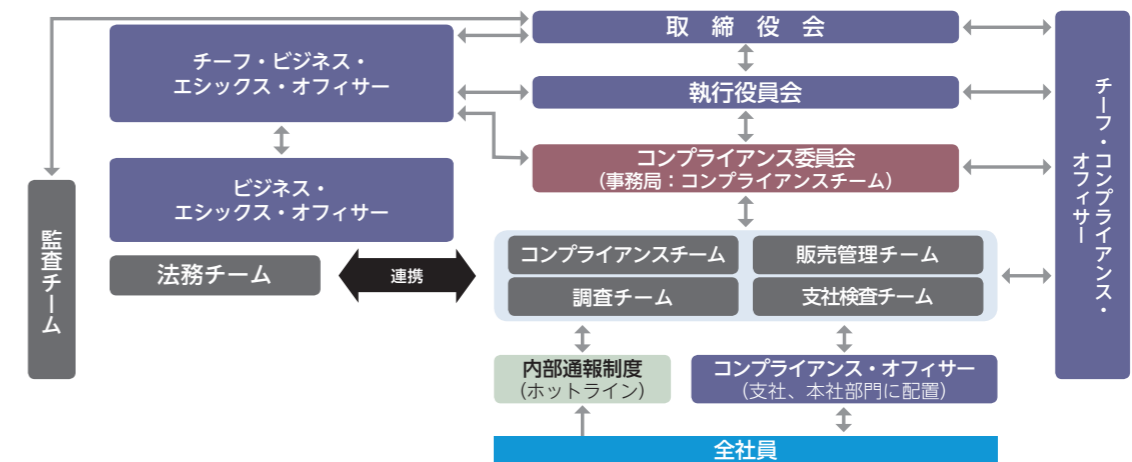 取締役会
チーフ・ビジネス・
エシックス・オフィサー
執行役員会
コンプライアンス委員会
(事務局：コンプライアンスチーム)
ビジネス・
エシックス・オフィサー
チーフ・コンプライアンス・
オフィサー
監査チーム
法務チーム
連携
コンプライアンスチーム
販売管理チーム
調査チーム
支社検査チーム
内部通報制度
(ホットライン)
コンプライアンス・オフィサー
(支社、本社部門に配置)
全社員